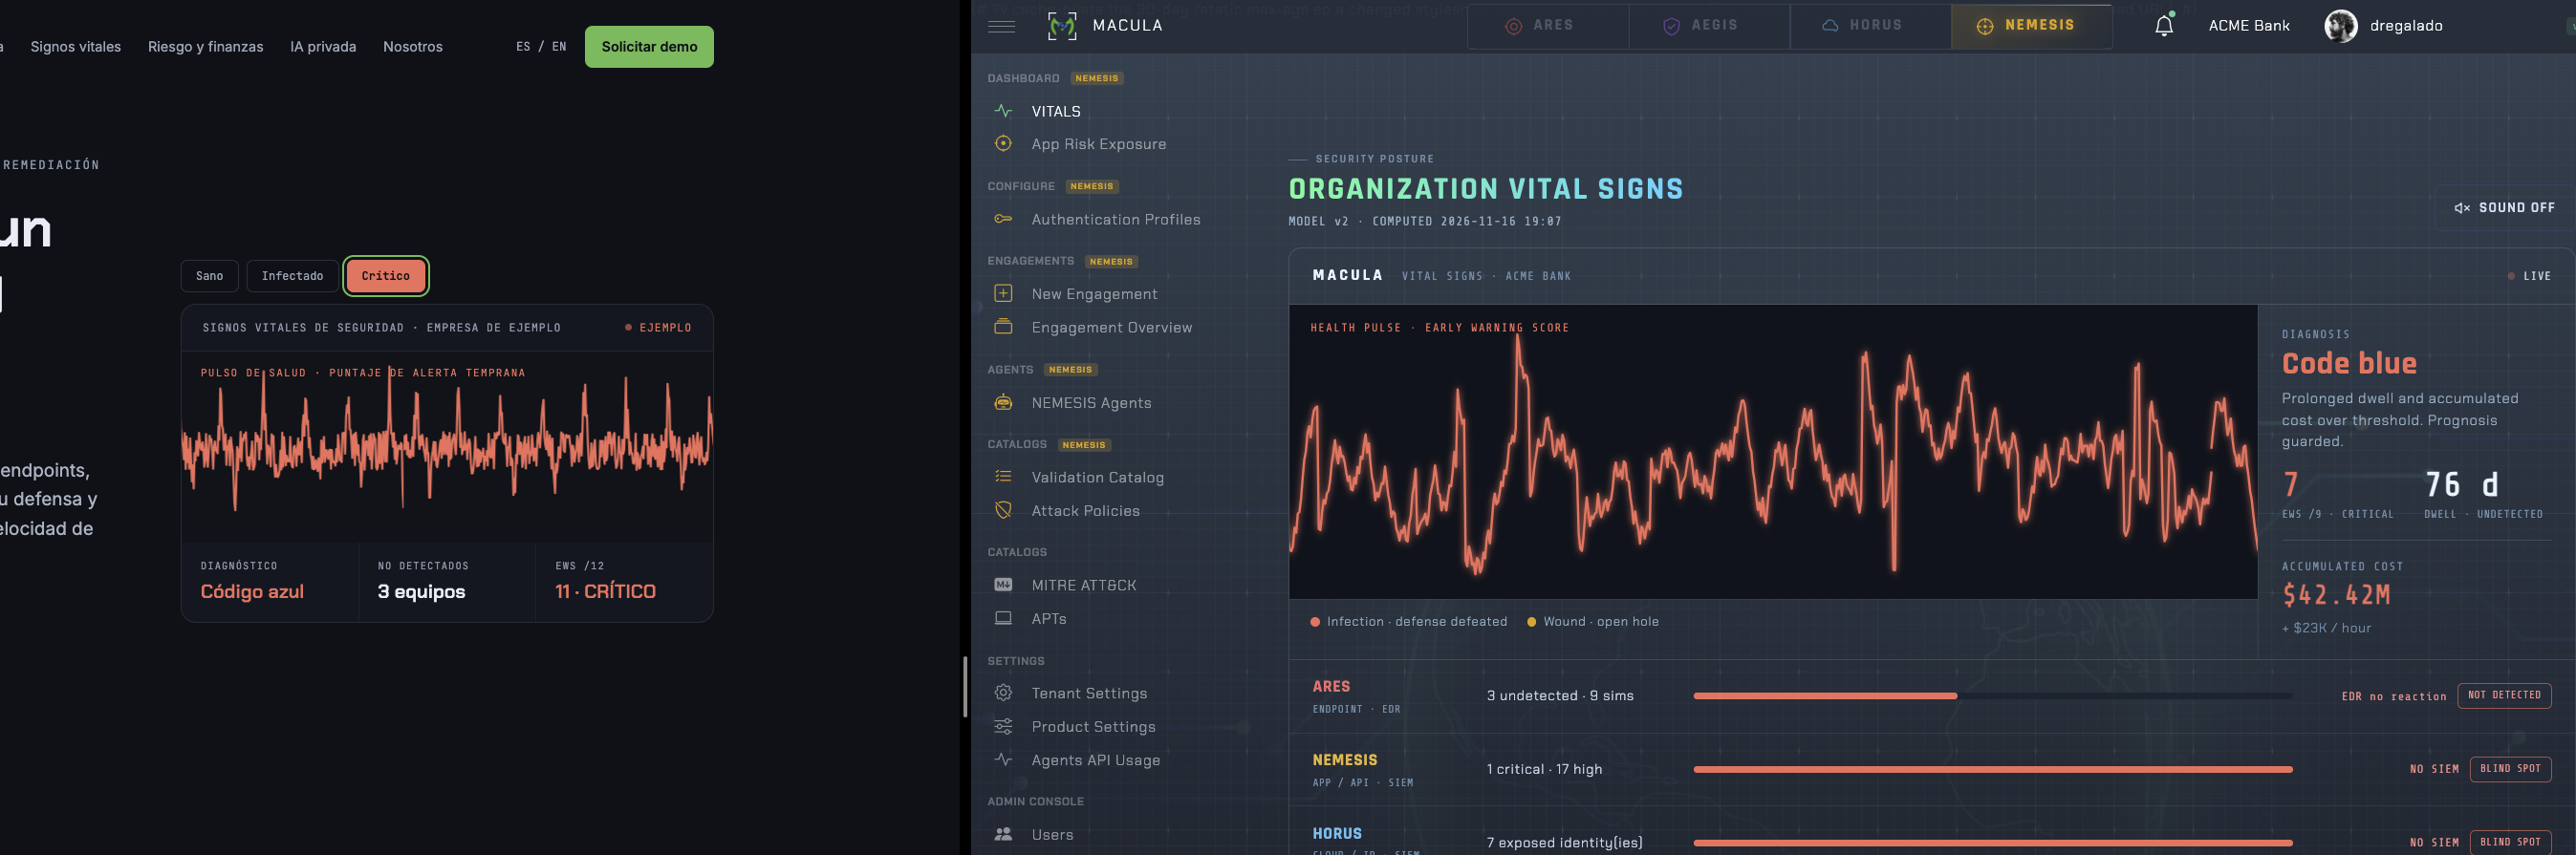 Signos vitales
Riesgo y finanzas
IA privada
Nosotros
ES / EN
Solicitar demo
REMEDIACIÓN
un
Sano
Infectado
Crítico
SIGNOS VITALES DE SEGURIDAD · EMPRESA DE EJEMPLO
EJEMPLO
PULSO DE SALUD · PUNTAJE DE ALERTA TEMPRANA
endpoints,
u defensa y
elocidad de
DIAGNÓSTICO
Código azul
NO DETECTADOS
3 equipos
EWS /12
11 · CRÍTICO
MACULA
ARES
AEGIS
HORUS
NEMESIS
ACME Bank
dregalado
DASHBOARD NEMESIS
VITALS
App Risk Exposure
CONFIGURE NEMESIS
Authentication Profiles
ENGAGEMENTS NEMESIS
New Engagement
Engagement Overview
AGENTS NEMESIS
NEMESIS Agents
CATALOGS NEMESIS
Validation Catalog
Attack Policies
CATALOGS
MITRE ATT&CK
APTs
SETTINGS
Tenant Settings
Product Settings
Agents API Usage
ADMIN CONSOLE
Users
SECURITY POSTURE
ORGANIZATION VITAL SIGNS
MODEL v2 · COMPUTED 2026-11-16 19:07
SOUND OFF
MACULA VITAL SIGNS · ACME BANK
LIVE
HEALTH PULSE · EARLY WARNING SCORE
Infection · defense defeated
Wound · open hole
DIAGNOSIS
Code blue
Prolonged dwell and accumulated
cost over threshold. Prognosis
guarded.
7
EWS /9 · CRITICAL
76 d
DWELL · UNDETECTED
ACCUMULATED COST
$42.42M
+ $23K / hour
ARES
ENDPOINT · EDR
3 undetected · 9 sims
EDR no reaction
NOT DETECTED
NEMESIS
APP / API · SIEM
1 critical · 17 high
NO SIEM
BLIND SPOT
HORUS
7 exposed identity(ies)
NO SIEM
BLIND SPOT